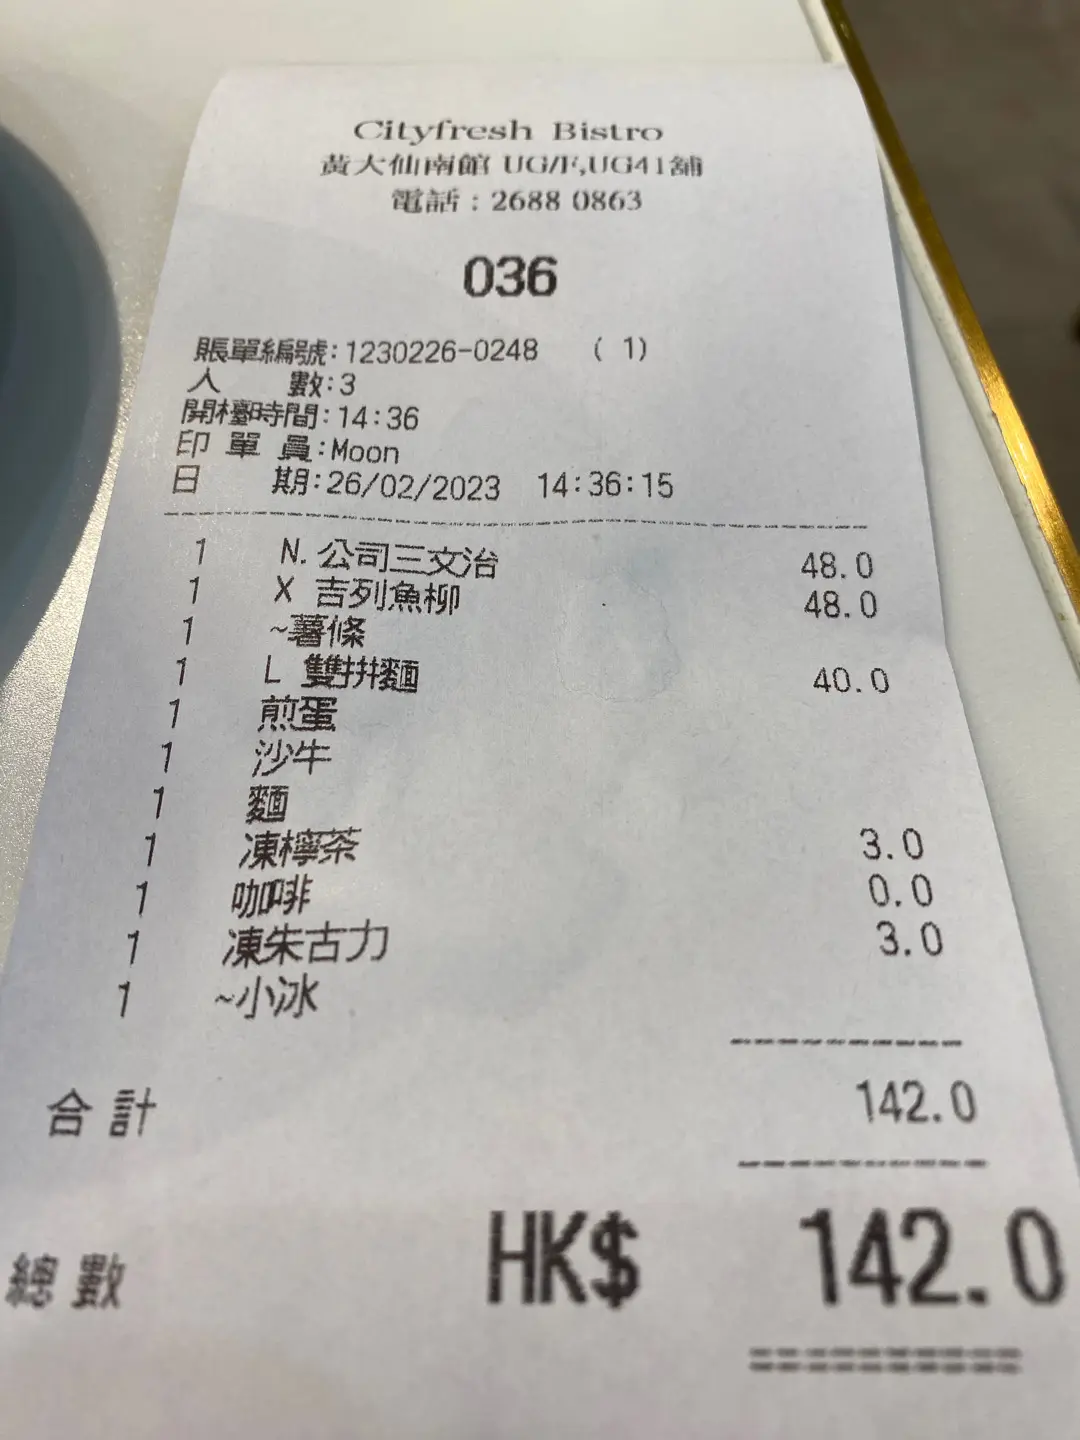 Cityfresh Bistro
黃大仙南館 UG/F,UG41舖
電話 : 2688 0863
036
賬單編號:1230226-0248 ( 1)
人 數:3
開檯時間:14:36
印 單 員:Moon
日 期:26/02/2023 14:36:15
1 N. 公司三文治 48.0
1 X 吉列魚柳 48.0
1 ~薯條
1 L 雙拼麵 40.0
1 煎蛋
1 沙牛
1 麵
1 凍檸茶 3.0
1 咖啡 0.0
1 凍朱古力 3.0
1 ~小冰
合 計 142.0
總 數 HK$ 142.0